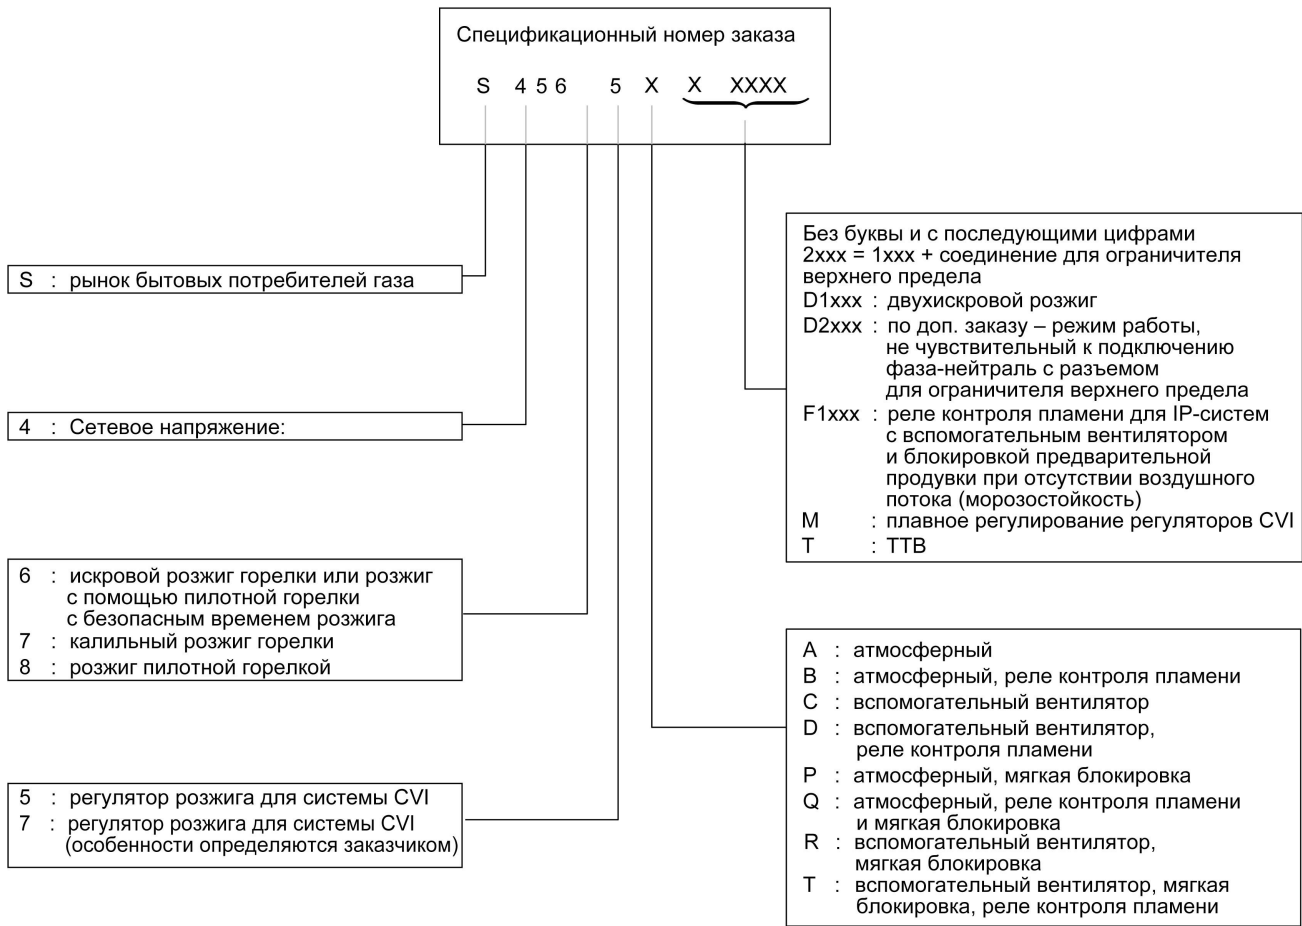 Спецификационный номер заказа
S 4 5 6 5 X X XXXX
S : рынок бытовых потребителей газа
4 : Сетевое напряжение:
6 : искровой розжиг горелки или розжиг
с помощью пилотной горелки
с безопасным временем розжига
7 : калильный розжиг горелки
8 : розжиг пилотной горелкой
5 : регулятор розжига для системы CVI
7 : регулятор розжига для системы CVI
(особенности определяются заказчиком)
Без буквы и с последующими цифрами
2xxx = 1xxx + соединение для ограничителя
верхнего предела
D1xxx : двухискровой розжиг
D2xxx : по доп. заказу – режим работы,
не чувствительный к подключению
фаза-нейтраль с разъемом
для ограничителя верхнего предела
F1xxx : реле контроля пламени для IP-систем
с вспомогательным вентилятором
и блокировкой предварительной
продувки при отсутствии воздушного
потока (морозостойкость)
M : плавное регулирование регуляторов CVI
T : TTB
A : атмосферный
B : атмосферный, реле контроля пламени
C : вспомогательный вентилятор
D : вспомогательный вентилятор,
реле контроля пламени
P : атмосферный, мягкая блокировка
Q : атмосферный, реле контроля пламени
и мягкая блокировка
R : вспомогательный вентилятор,
мягкая блокировка
T : вспомогательный вентилятор, мягкая
блокировка, реле контроля пламени